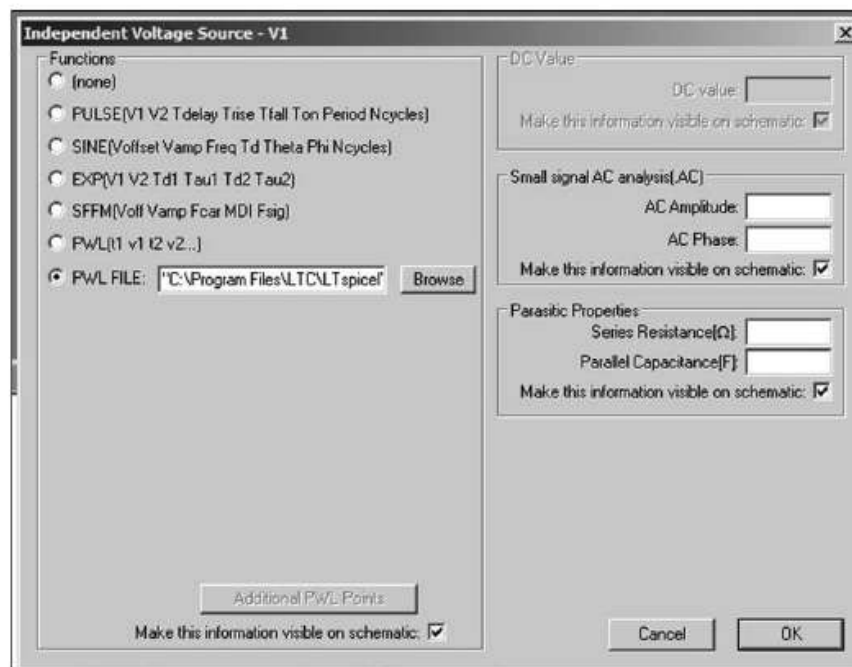 Independent Voltage Source - V1
Functions
(none)
PULSE(V1 V2 Tdelay Trise Tfall Ton Period Ncycles)
SINE(Voffset Vamp Freq Td Theta Phi Ncycles)
EXP(V1 V2 Td1 Tau1 Td2 Tau2)
SFFM(Voff Vamp Fcar MDI Fsig)
PWL(t1 v1 t2 v2...)
PWL FILE: "C:\Program Files\LTC\LTspiceI Browse
Additional PWL Points
Make this information visible on schematic:
DC Value
DC value:
Make this information visible on schematic:
Small signal AC analysis(.AC)
AC Amplitude:
AC Phase:
Make this information visible on schematic:
Parasitic Properties
Series Resistance[Ω]:
Parallel Capacitance[F]:
Make this information visible on schematic:
Cancel OK